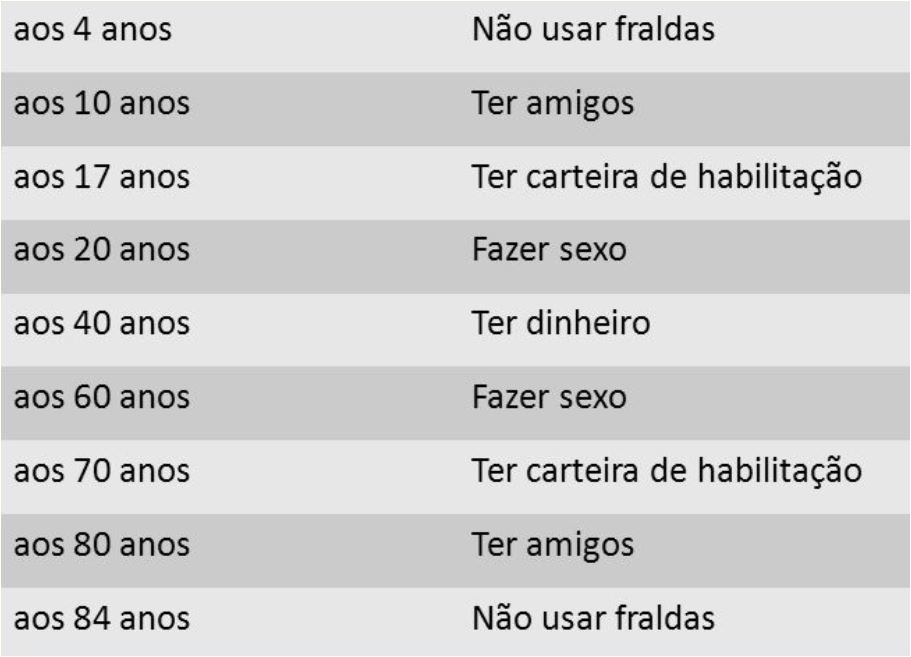 aos 4 anos Não usar fraldas
aos 10 anos Ter amigos
aos 17 anos Ter carteira de habilitação
aos 20 anos Fazer sexo
aos 40 anos Ter dinheiro
aos 60 anos Fazer sexo
aos 70 anos Ter carteira de habilitação
aos 80 anos Ter amigos
aos 84 anos Não usar fraldas